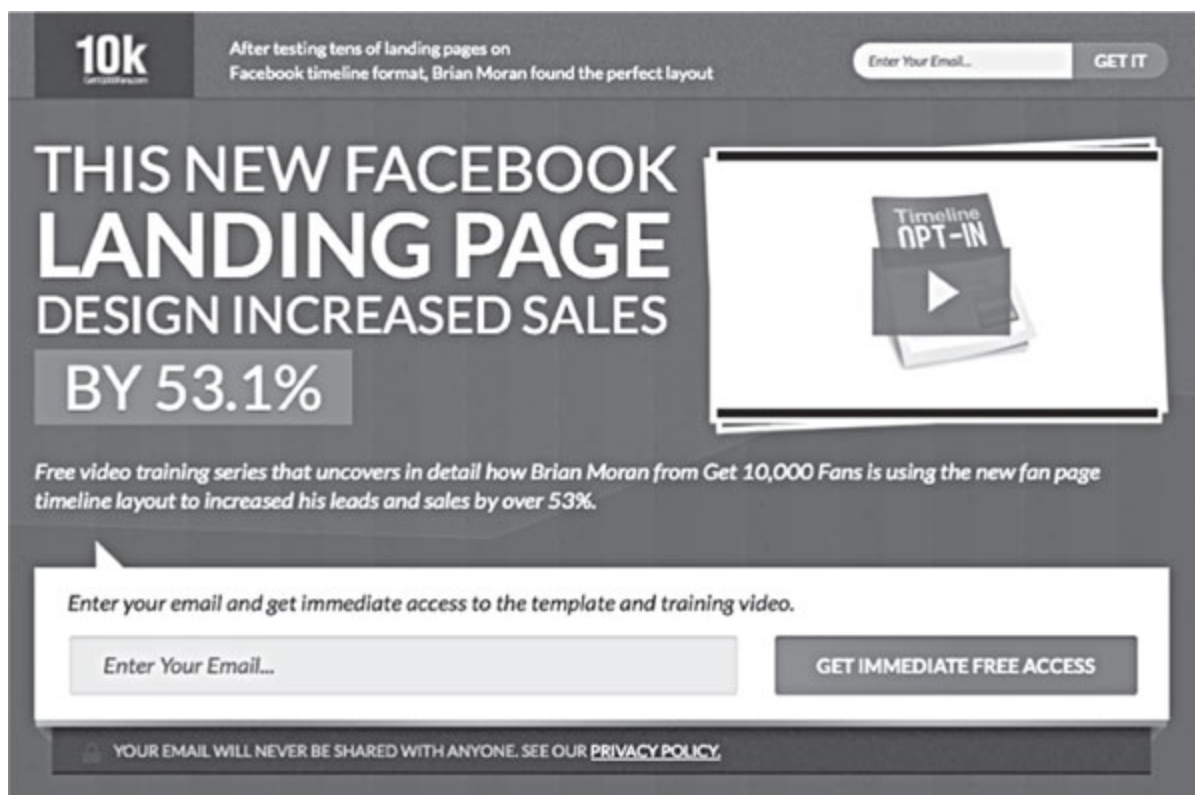 10k
After testing tens of landing pages on
Facebook timeline format, Brian Moran found the perfect layout
Enter Your Email...
GET IT
THIS NEW FACEBOOK
LANDING PAGE
DESIGN INCREASED SALES
BY 53.1%
Timeline
OPT-IN
Free video training series that uncovers in detail how Brian Moran from Get 10,000 Fans is using the new fan page
timeline layout to increased his leads and sales by over 53%.
Enter your email and get immediate access to the template and training video.
Enter Your Email...
GET IMMEDIATE FREE ACCESS
YOUR EMAIL WILL NEVER BE SHARED WITH ANYONE. SEE OUR PRIVACY POLICY.